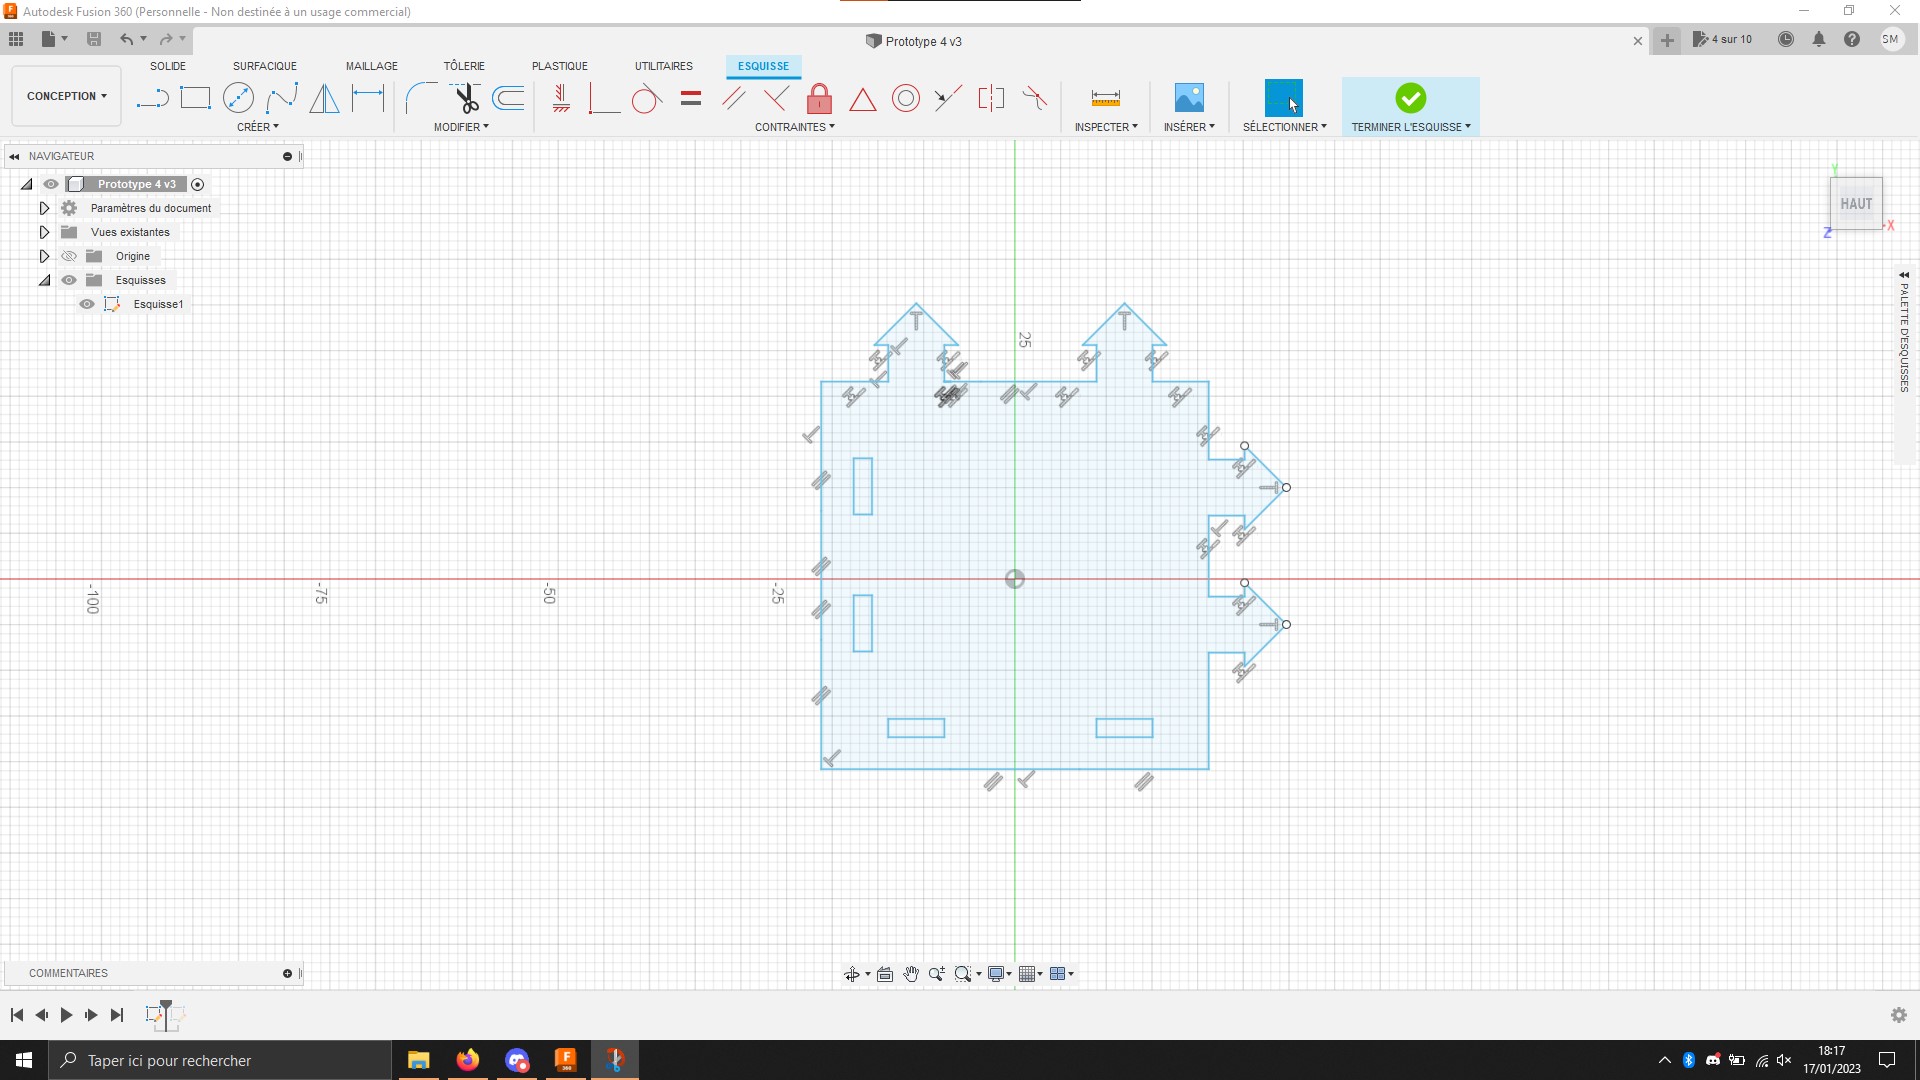 Autodesk Fusion 360 (Personnelle - Non destinée à un usage commercial)
Prototype 4 v3
4 sur 10
SM
CONCEPTION
SOLIDE
SURFACIQUE
MAILLAGE
TÔLERIE
PLASTIQUE
UTILITAIRES
ESQUISSE
CRÉER
MODIFIER
CONTRAINTES
INSPECTER
INSÉRER
SÉLECTIONNER
TERMINER L'ESQUISSE
NAVIGATEUR
Prototype 4 v3
Paramètres du document
Vues existantes
Origine
Esquisses
Esquisse1
Y
HAUT
X
Z
PALETTE D'ESQUISSES
25
-100
-75
-50
-25
COMMENTAIRES
Taper ici pour rechercher
18:17
17/01/2023